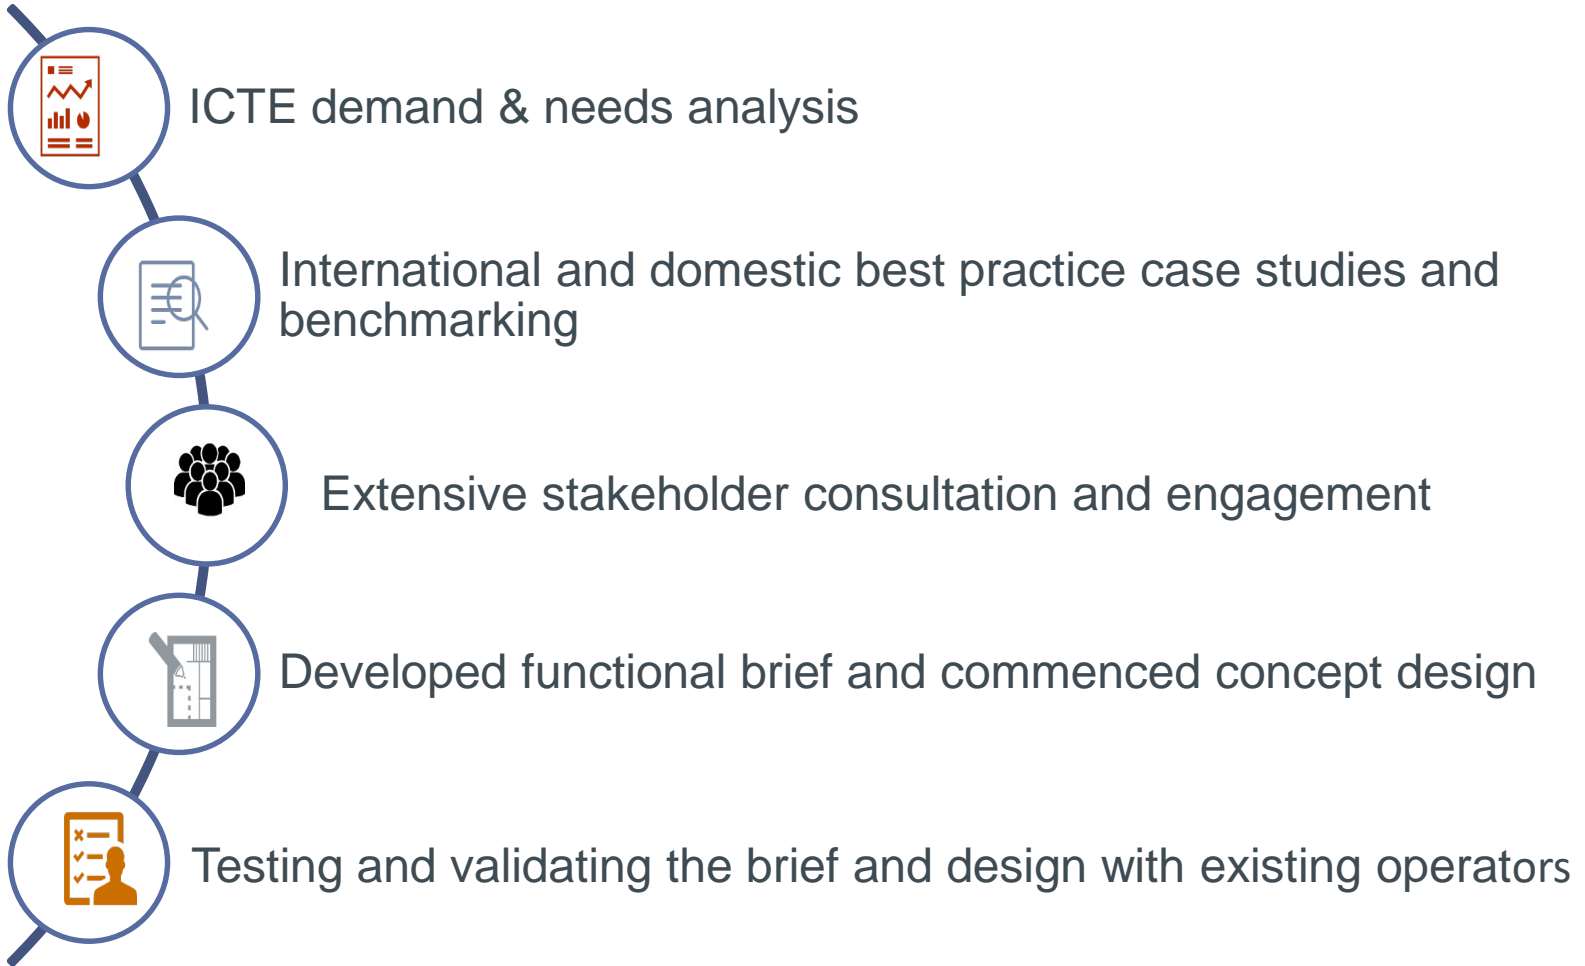 ICTE demand & needs analysis
International and domestic best practice case studies and
benchmarking
Extensive stakeholder consultation and engagement
Developed functional brief and commenced concept design
Testing and validating the brief and design with existing operators